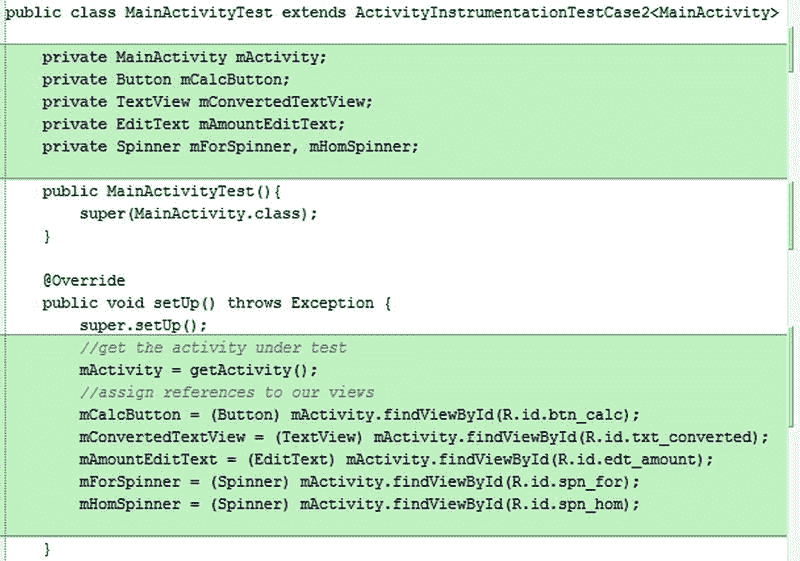 public class MainActivityTest extends ActivityInstrumentationTestCase2<MainActivity>
private MainActivity mActivity;
private Button mCalcButton;
private TextView mConvertedTextView;
private EditText mAmountEditText;
private Spinner mForSpinner, mHomSpinner;
public MainActivityTest(){
super(MainActivity.class);
}
@Override
public void setUp() throws Exception {
super.setUp();
//get the activity under test
mActivity = getActivity();
//assign references to our views
mCalcButton = (Button) mActivity.findViewById(R.id.btn_calc);
mConvertedTextView = (TextView) mActivity.findViewById(R.id.txt_converted);
mAmountEditText = (EditText) mActivity.findViewById(R.id.edt_amount);
mForSpinner = (Spinner) mActivity.findViewById(R.id.spn_for);
mHomSpinner = (Spinner) mActivity.findViewById(R.id.spn_hom);
}